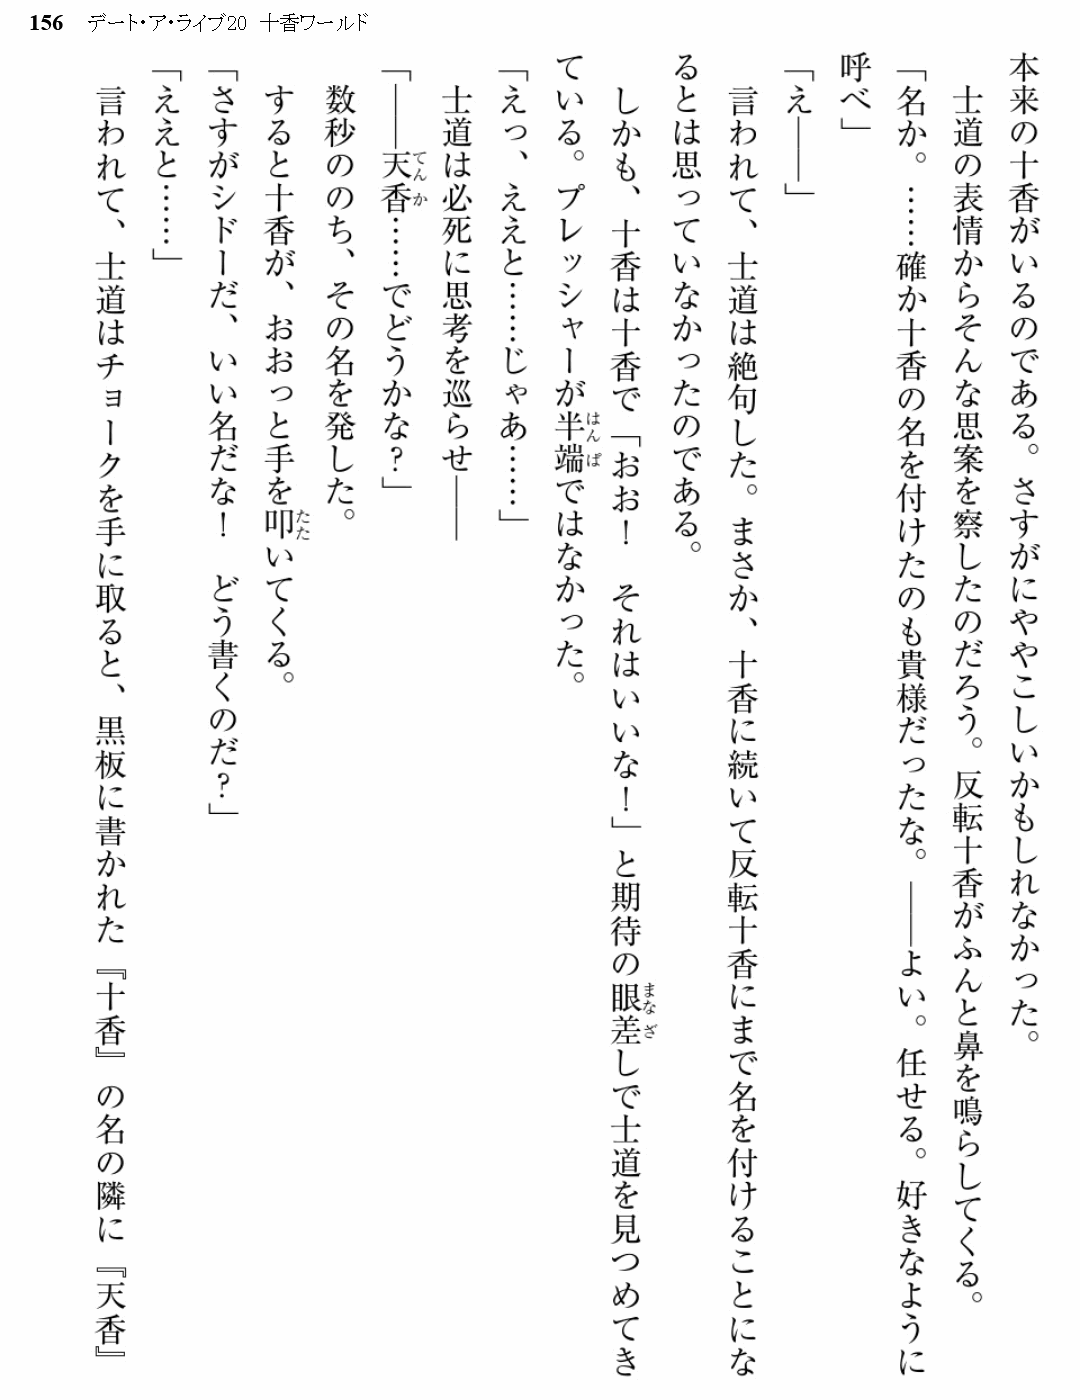 156 デート・ア・ライブ20 十香ワールド
本来の十香がいるのである。さすがにややこしいかもしれなかった。
士道の表情からそんな思案を察したのだろう。反転十香がふんと鼻を鳴らしてくる。
「名か。……確か十香の名を付けたのも貴様だったな。――よい。任せる。好きなように
呼べ」
「え――」
言われて、士道は絶句した。まさか、十香に続いて反転十香にまで名を付けることにな
るとは思っていなかったのである。
しかも、十香は十香で「おお！　それはいいな！」と期待の眼差しで士道を見つめてき
ている。プレッシャーが半端ではなかった。
「えっ、ええと……じゃあ……」
士道は必死に思考を巡らせ――
「――天香……でどうかな？」
数秒ののち、その名を発した。
すると十香が、おおっと手を叩いてくる。
「さすがシドーだ、いい名だな！　どう書くのだ？」
「ええと……」
言われて、士道はチョークを手に取ると、黒板に書かれた『十香』の名の隣に『天香』